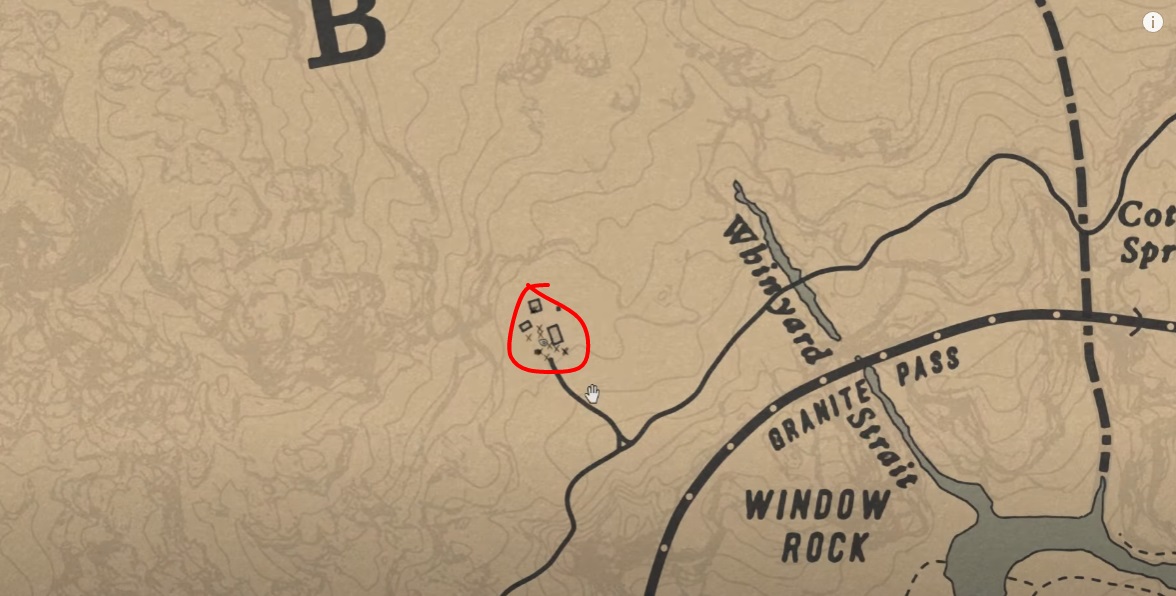 B
Whinyard
Strait
Cot
Spr
GRANITE PASS
WINDOW
ROCK
i